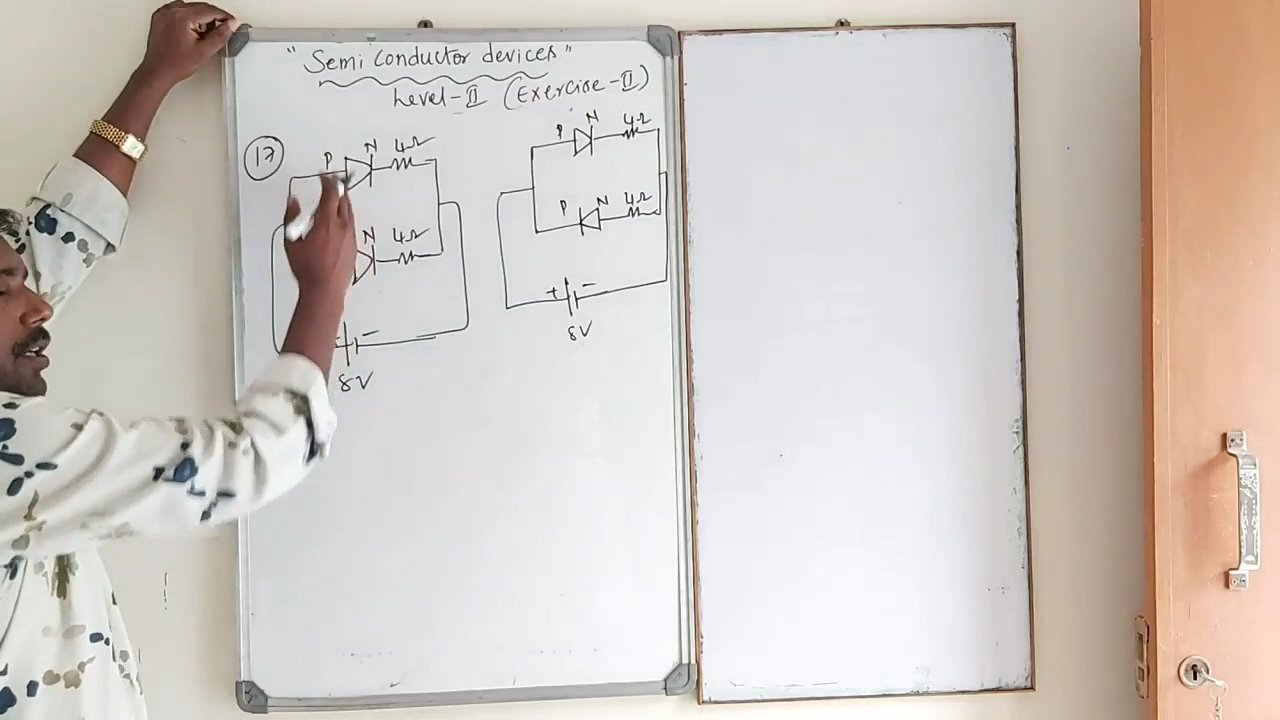 "Semi Conductor devices"
Level-II (Exercise-II)
17
P N 4Ω
N 4Ω
+ -
8V
P N 4Ω
P N 4Ω
+ -
8V